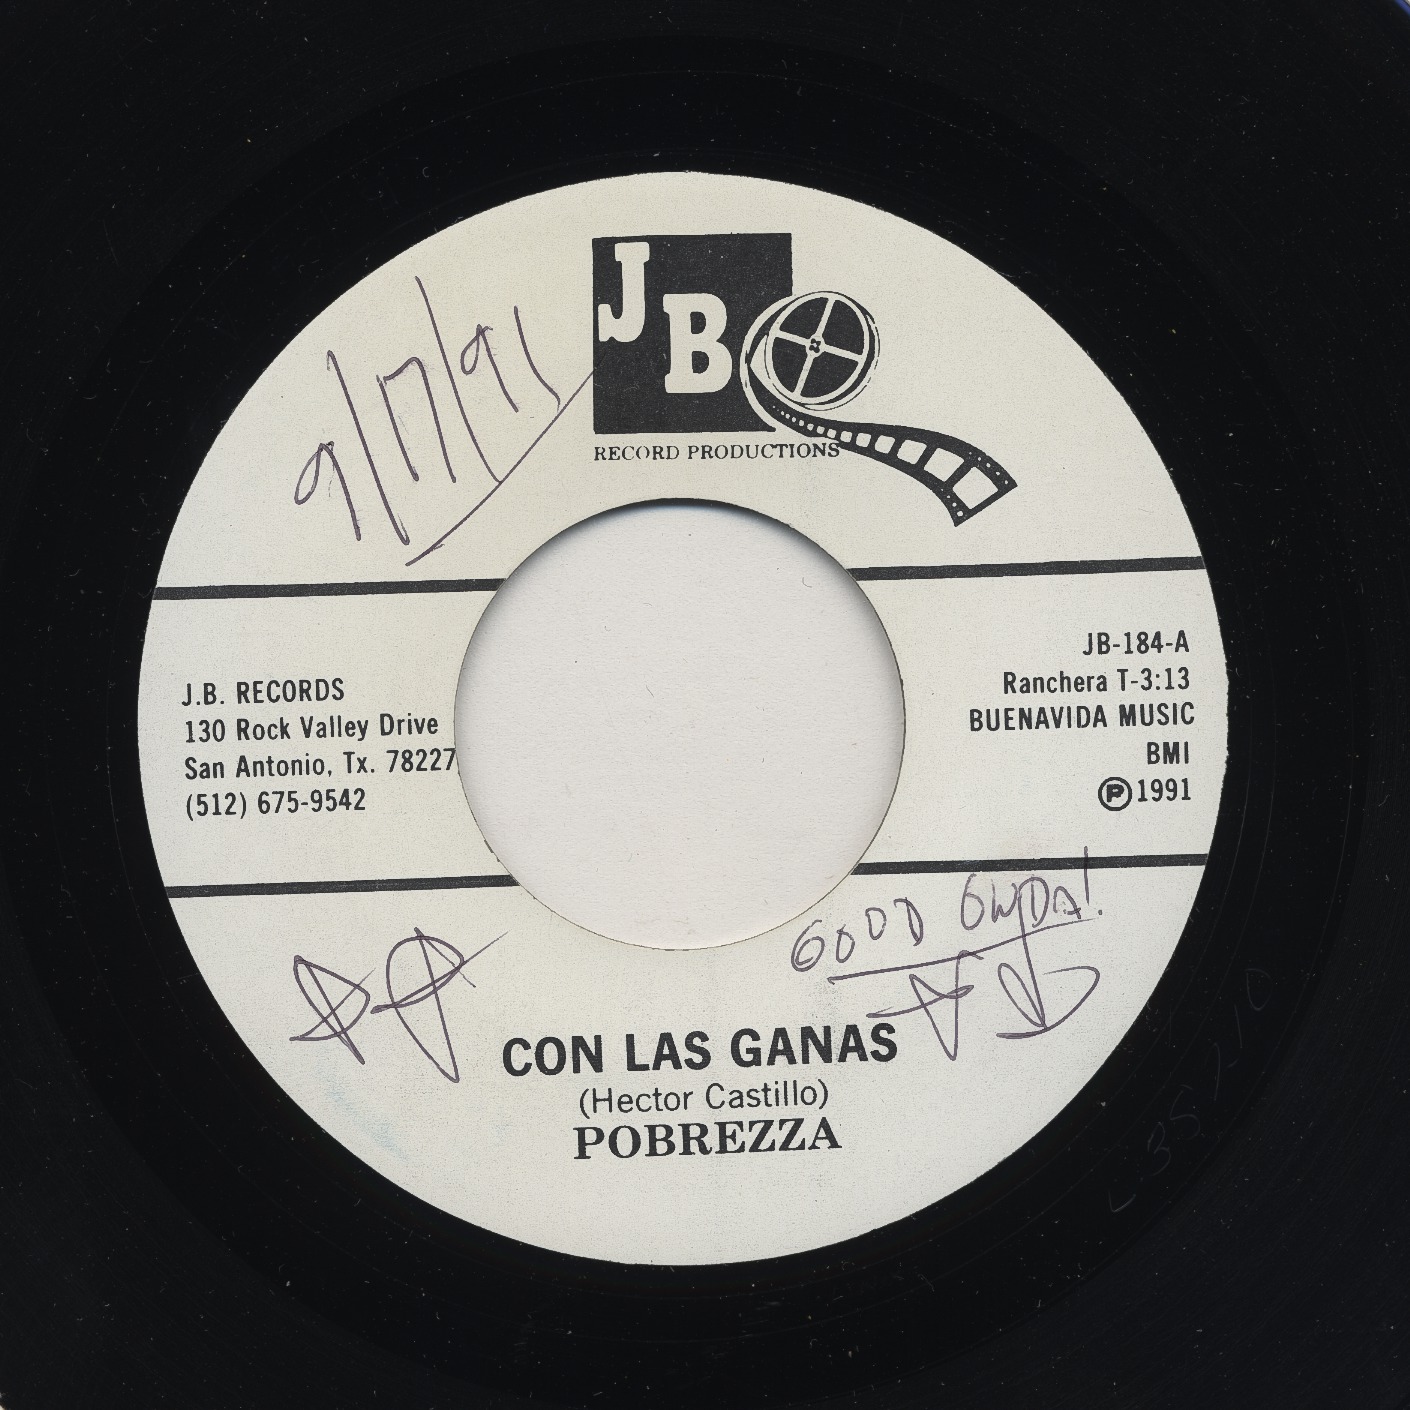 JB
RECORD PRODUCTIONS
9/17/91
J.B. RECORDS
130 Rock Valley Drive
San Antonio, Tx. 78227
(512) 675-9542
JB-184-A
Ranchera T-3:13
BUENAVIDA MUSIC
BMI
Ⓟ1991
GOOD
CON LAS GANAS
(Hector Castillo)
POBREZZA